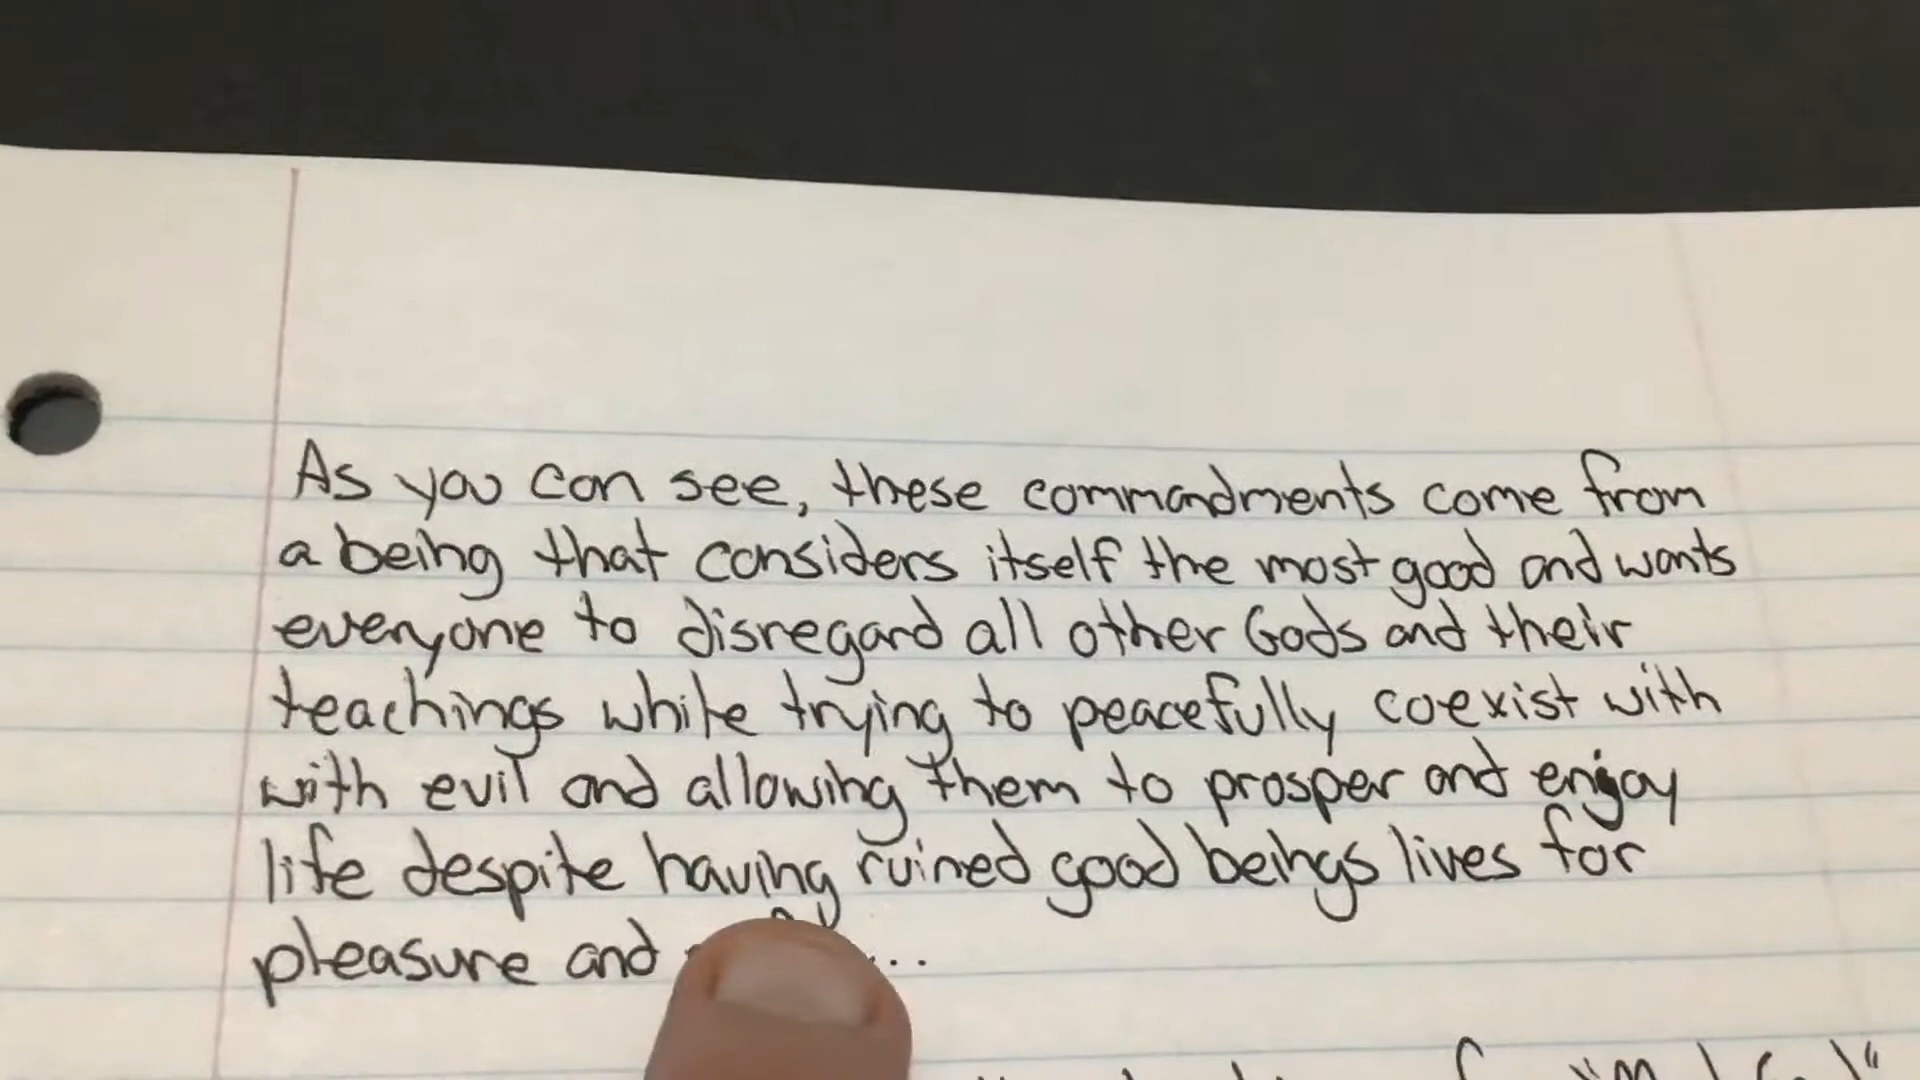 As you can see, these commandments come from
a being that considers itself the most good and wants
everyone to disregard all other Gods and their
teachings while trying to peacefully coexist with
with evil and allowing them to prosper and enjoy
life despite having ruined good beings lives for
pleasure and ...